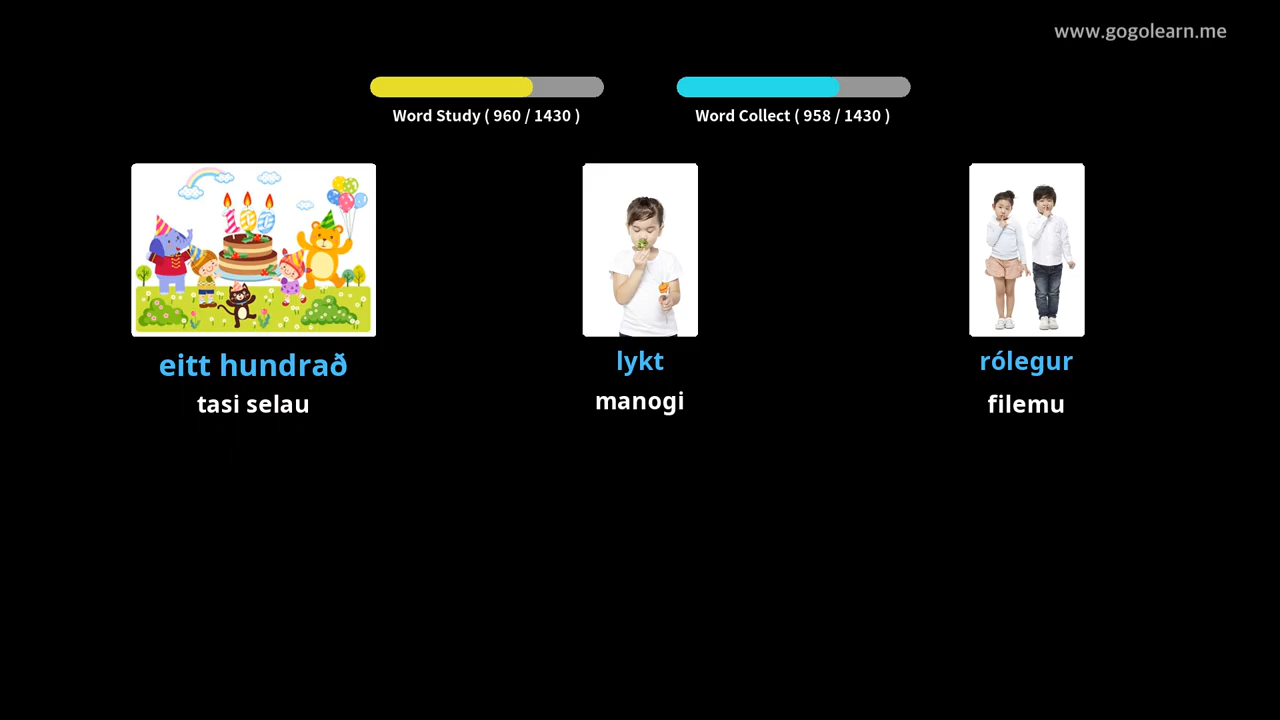 www.gogolearn.me
Word Study ( 960 / 1430 )
Word Collect ( 958 / 1430 )
100
eitt hundrað
tasi selau
lykt
manogi
rólegur
filemu